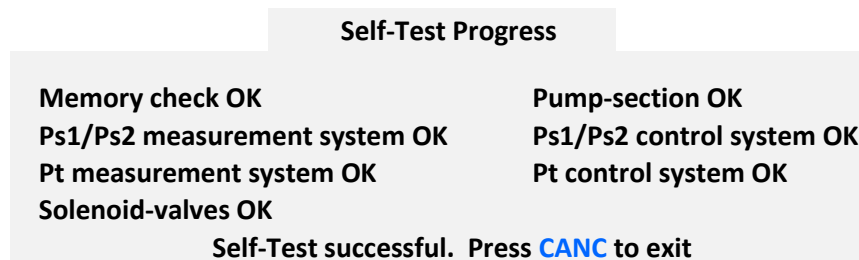 Self-Test Progress
Memory check OK Pump-section OK
Ps1/Ps2 measurement system OK Ps1/Ps2 control system OK
Pt measurement system OK Pt control system OK
Solenoid-valves OK
Self-Test successful. Press CANC to exit